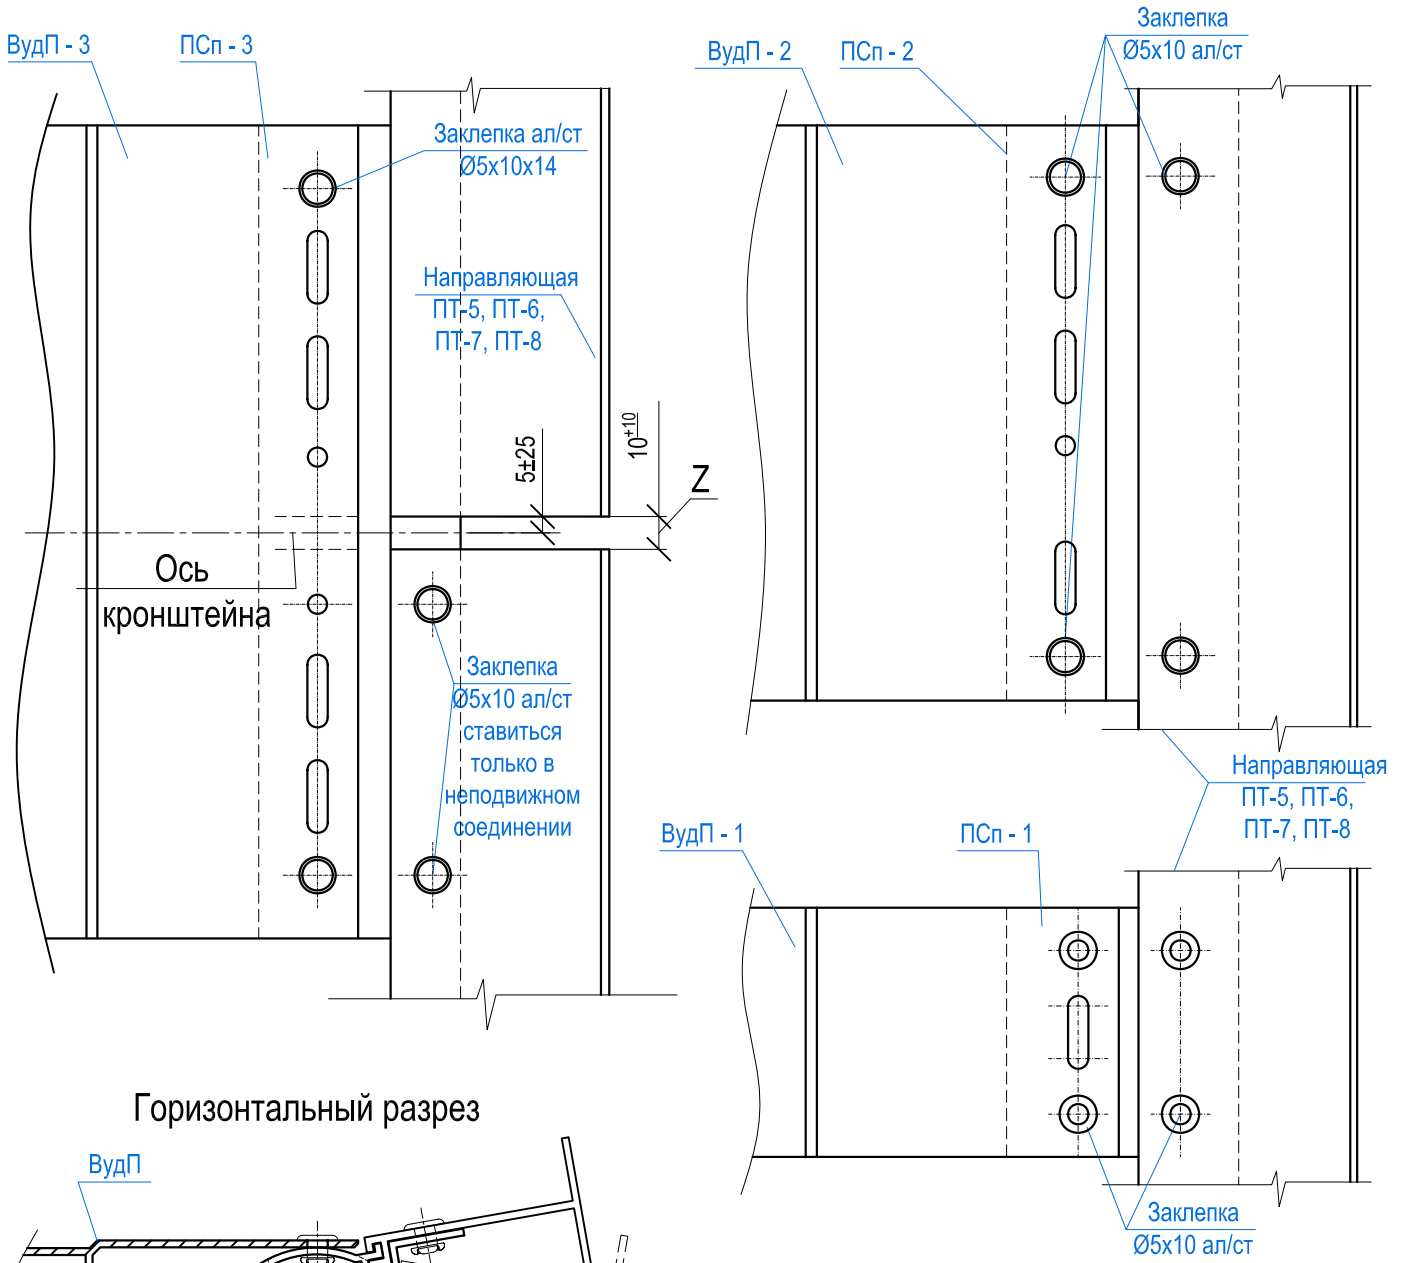 ВудП - 3
ПСп - 3
Заклепка ал/ст
Ø5х10х14
Направляющая
ПТ-5, ПТ-6,
ПТ-7, ПТ-8
5±25
10+10
Z
Ось
кронштейна
Заклепка
Ø5х10 ал/ст
ставиться
только в
неподвижном
соединении
ВудП - 2
ПСп - 2
Заклепка
Ø5х10 ал/ст
Направляющая
ПТ-5, ПТ-6,
ПТ-7, ПТ-8
ВудП - 1
ПСп - 1
Заклепка
Ø5х10 ал/ст
Горизонтальный разрез
ВудП